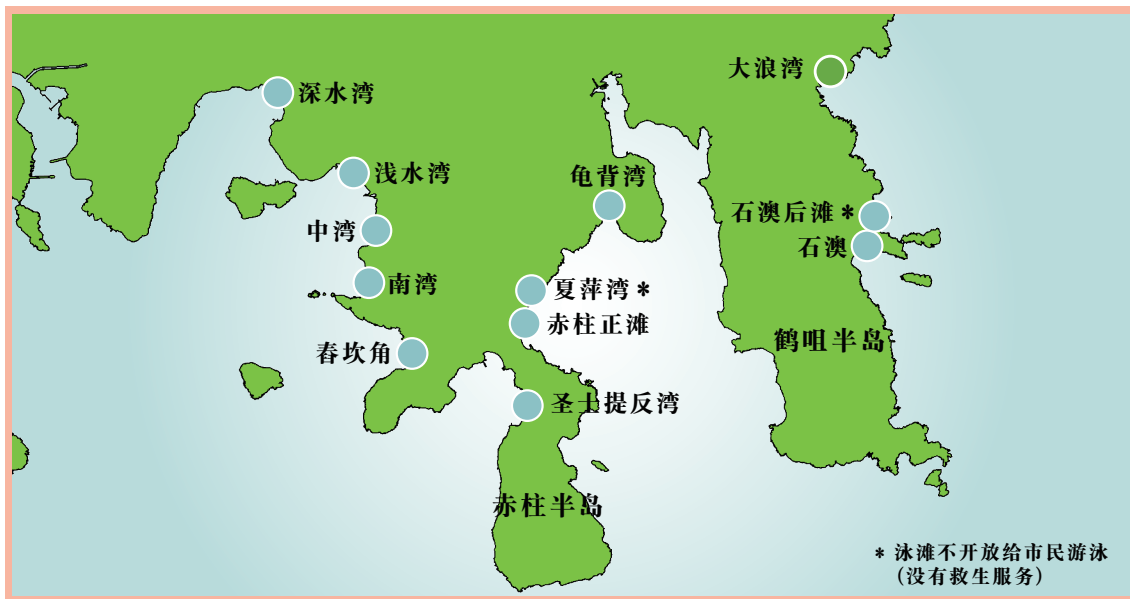 大浪湾
深水湾
浅水湾
龟背湾
石澳后滩*
中湾
石澳
南湾
夏萍湾*
赤柱正滩
鹤咀半岛
舂坎角
圣士提反湾
赤柱半岛
* 泳滩不开放给市民游泳
(没有救生服务)